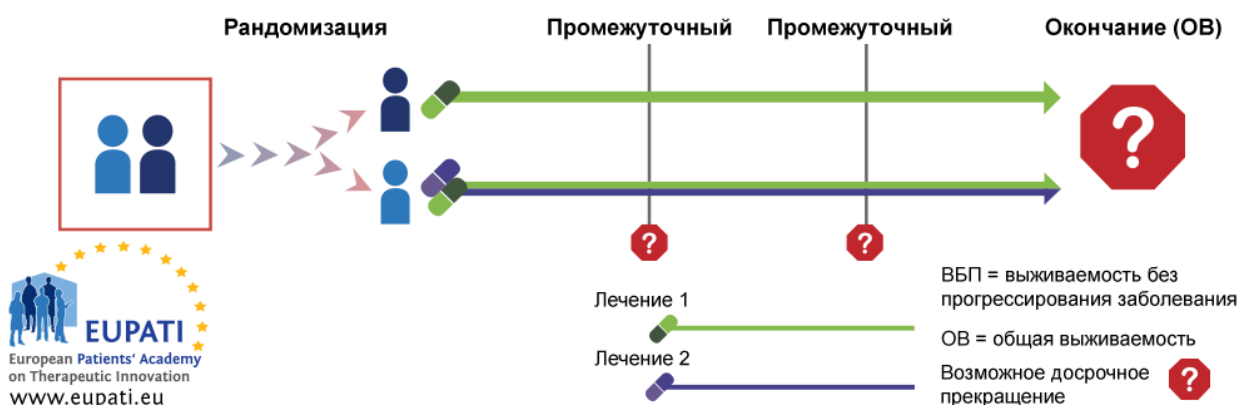 Рандомизация
Промежуточный
Промежуточный
Окончание (ОВ)
?
?
?
Лечение 1
Лечение 2
ВБП = выживаемость без
прогрессирования заболевания
ОВ = общая выживаемость
Возможное досрочное
прекращение
?
EUPATI
European Patients' Academy
on Therapeutic Innovation
www.eupati.eu